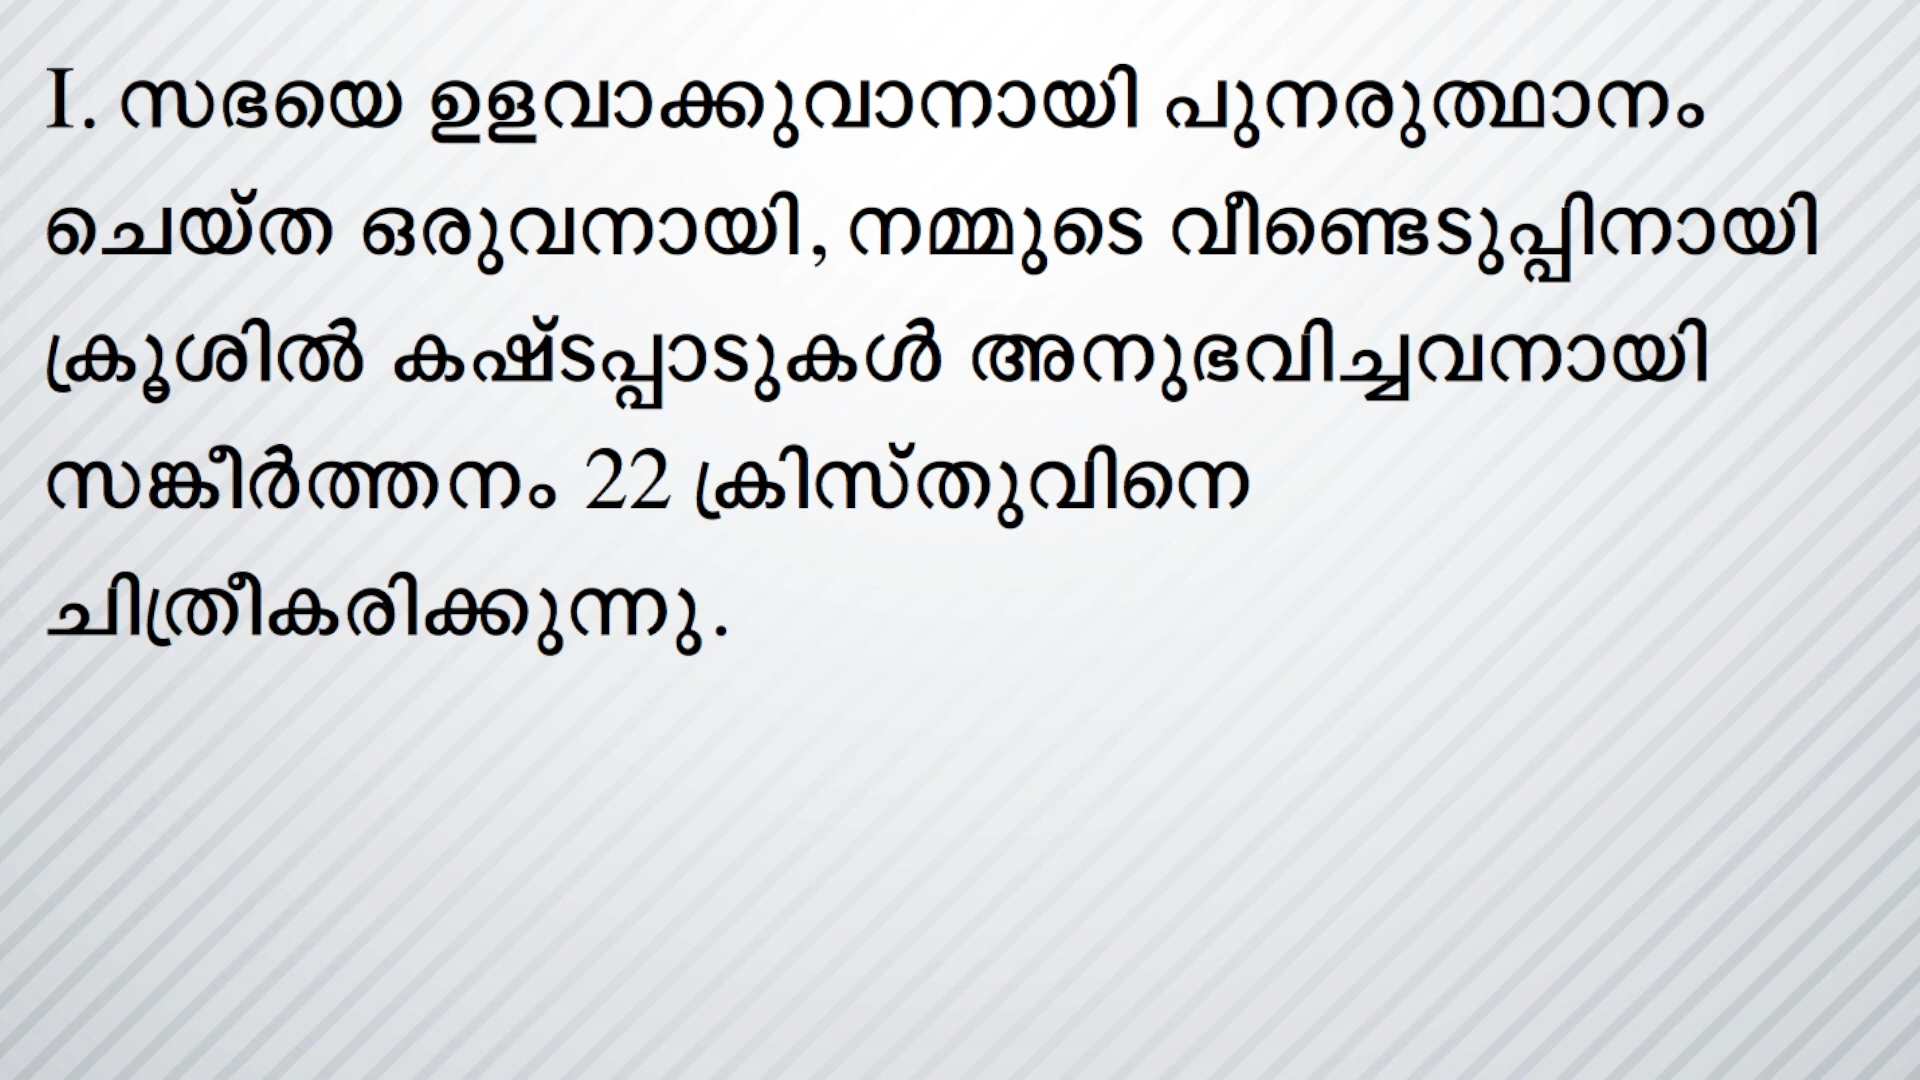 I. സഭയെ ഉളവാക്കുവാനായി പുനരുത്ഥാനം
ചെയ്ത ഒരുവനായി, നമ്മുടെ വീണ്ടെടുപ്പിനായി
ക്രൂശിൽ കഷ്ടപ്പാടുകൾ അനുഭവിച്ചവനായി
സങ്കീർത്തനം 22 ക്രിസ്തുവിനെ
ചിത്രീകരിക്കുന്നു.